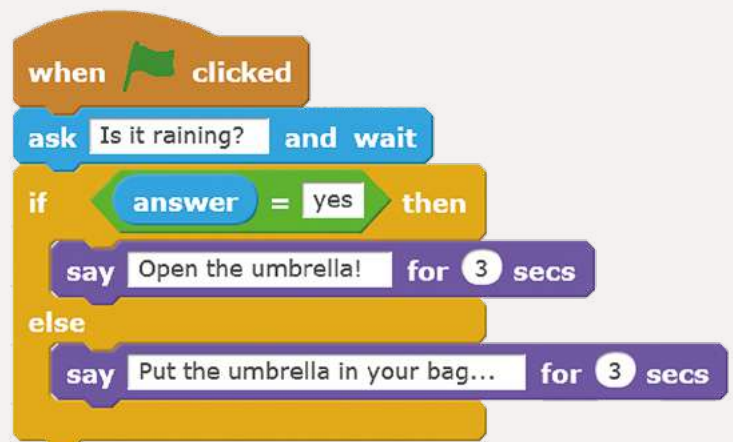 when clicked
ask Is it raining? and wait
if answer = yes then
say Open the umbrella! for 3 secs
else
say Put the umbrella in your bag... for 3 secs